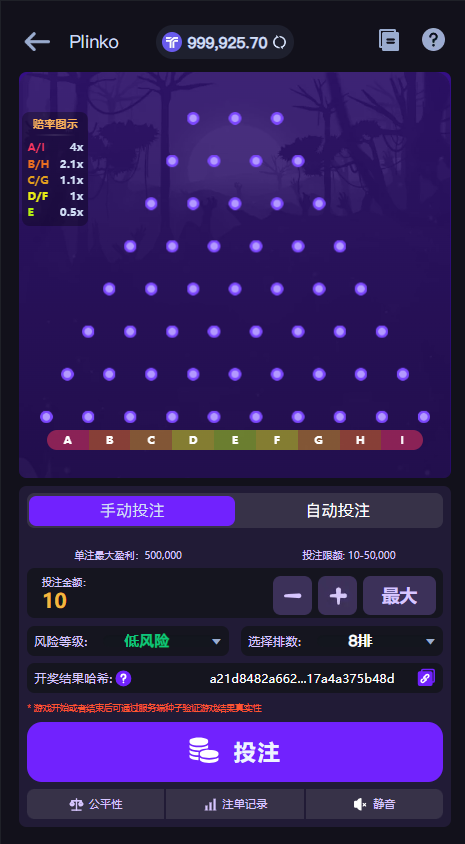 Plinko 999,925.70
赔率图示
A/I 4x
B/H 2.1x
C/G 1.1x
D/F 1x
E 0.5x
A B C D E F G H I
手动投注 自动投注
单注最大盈利: 500,000 投注限额: 10-50,000
投注金额:
10 最大
风险等级: 低风险 选择排数: 8排
开奖结果哈希: ? a21d8482a662...17a4a375b48d
* 游戏开始或者结束后可通过服务端种子验证游戏结果真实性
投注
公平性 注单记录 静音